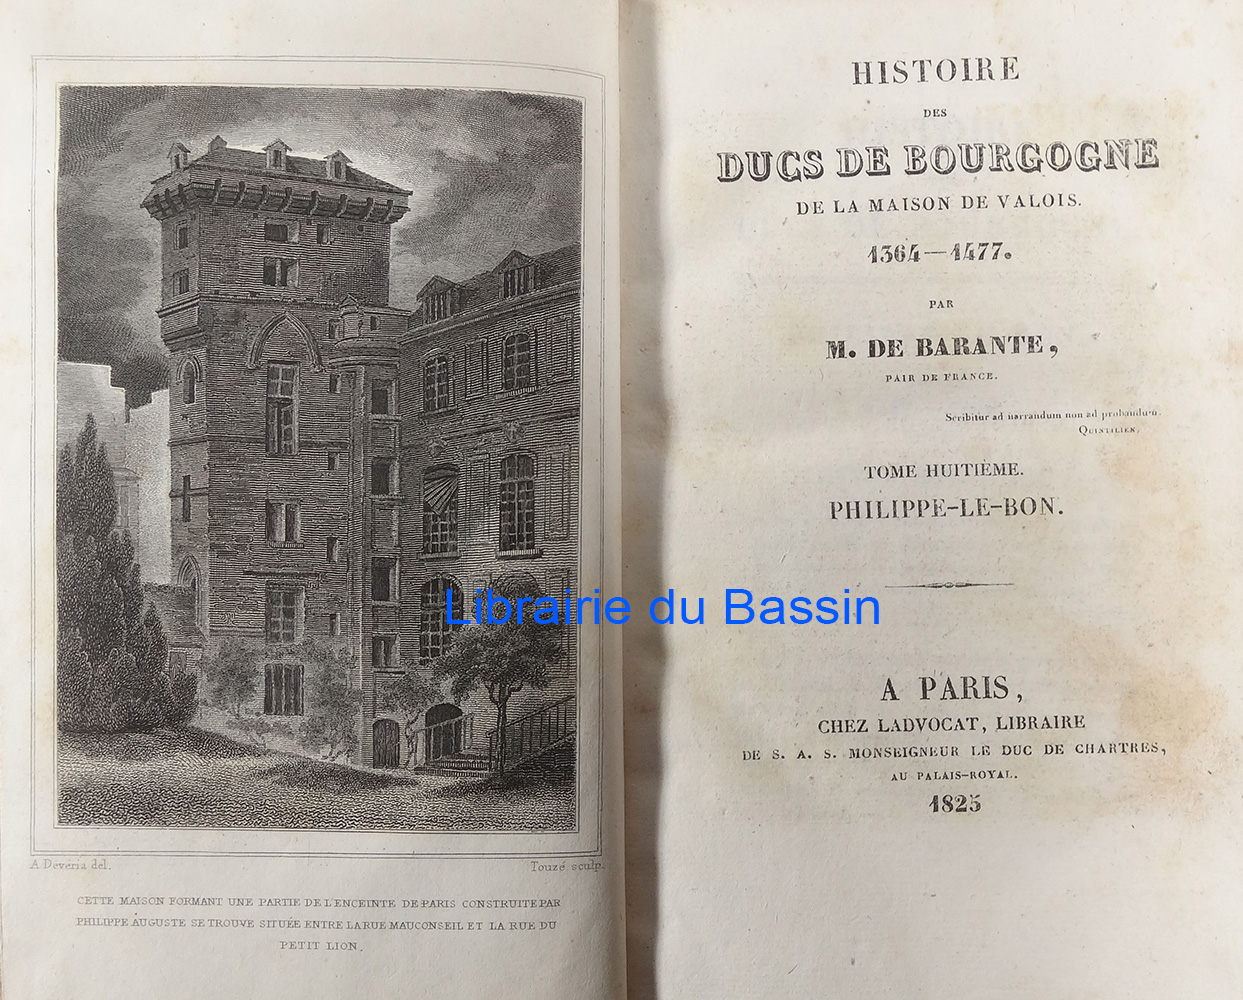 A Deveria del.
Touzé sculp.
CETTE MAISON FORMANT UNE PARTIE DE L'ENCEINTE DE PARIS CONSTRUITE PAR
PHILIPPE AUGUSTE SE TROUVE SITUÉE ENTRE LA RUE MAUCONSEIL ET LA RUE DU
PETIT LION.
HISTOIRE
DES
DUCS DE BOURGOGNE
DE LA MAISON DE VALOIS.
1364—1477.
PAR
M. DE BARANTE,
PAIR DE FRANCE.
Scribitur ad narrandum non ad probandum.
QUINTILIEN.
TOME HUITIÈME.
PHILIPPE-LE-BON.
Librairie du Bassin
A PARIS,
CHEZ LADVOCAT, LIBRAIRE
DE S. A. S. MONSEIGNEUR LE DUC DE CHARTRES,
AU PALAIS-ROYAL.
1825